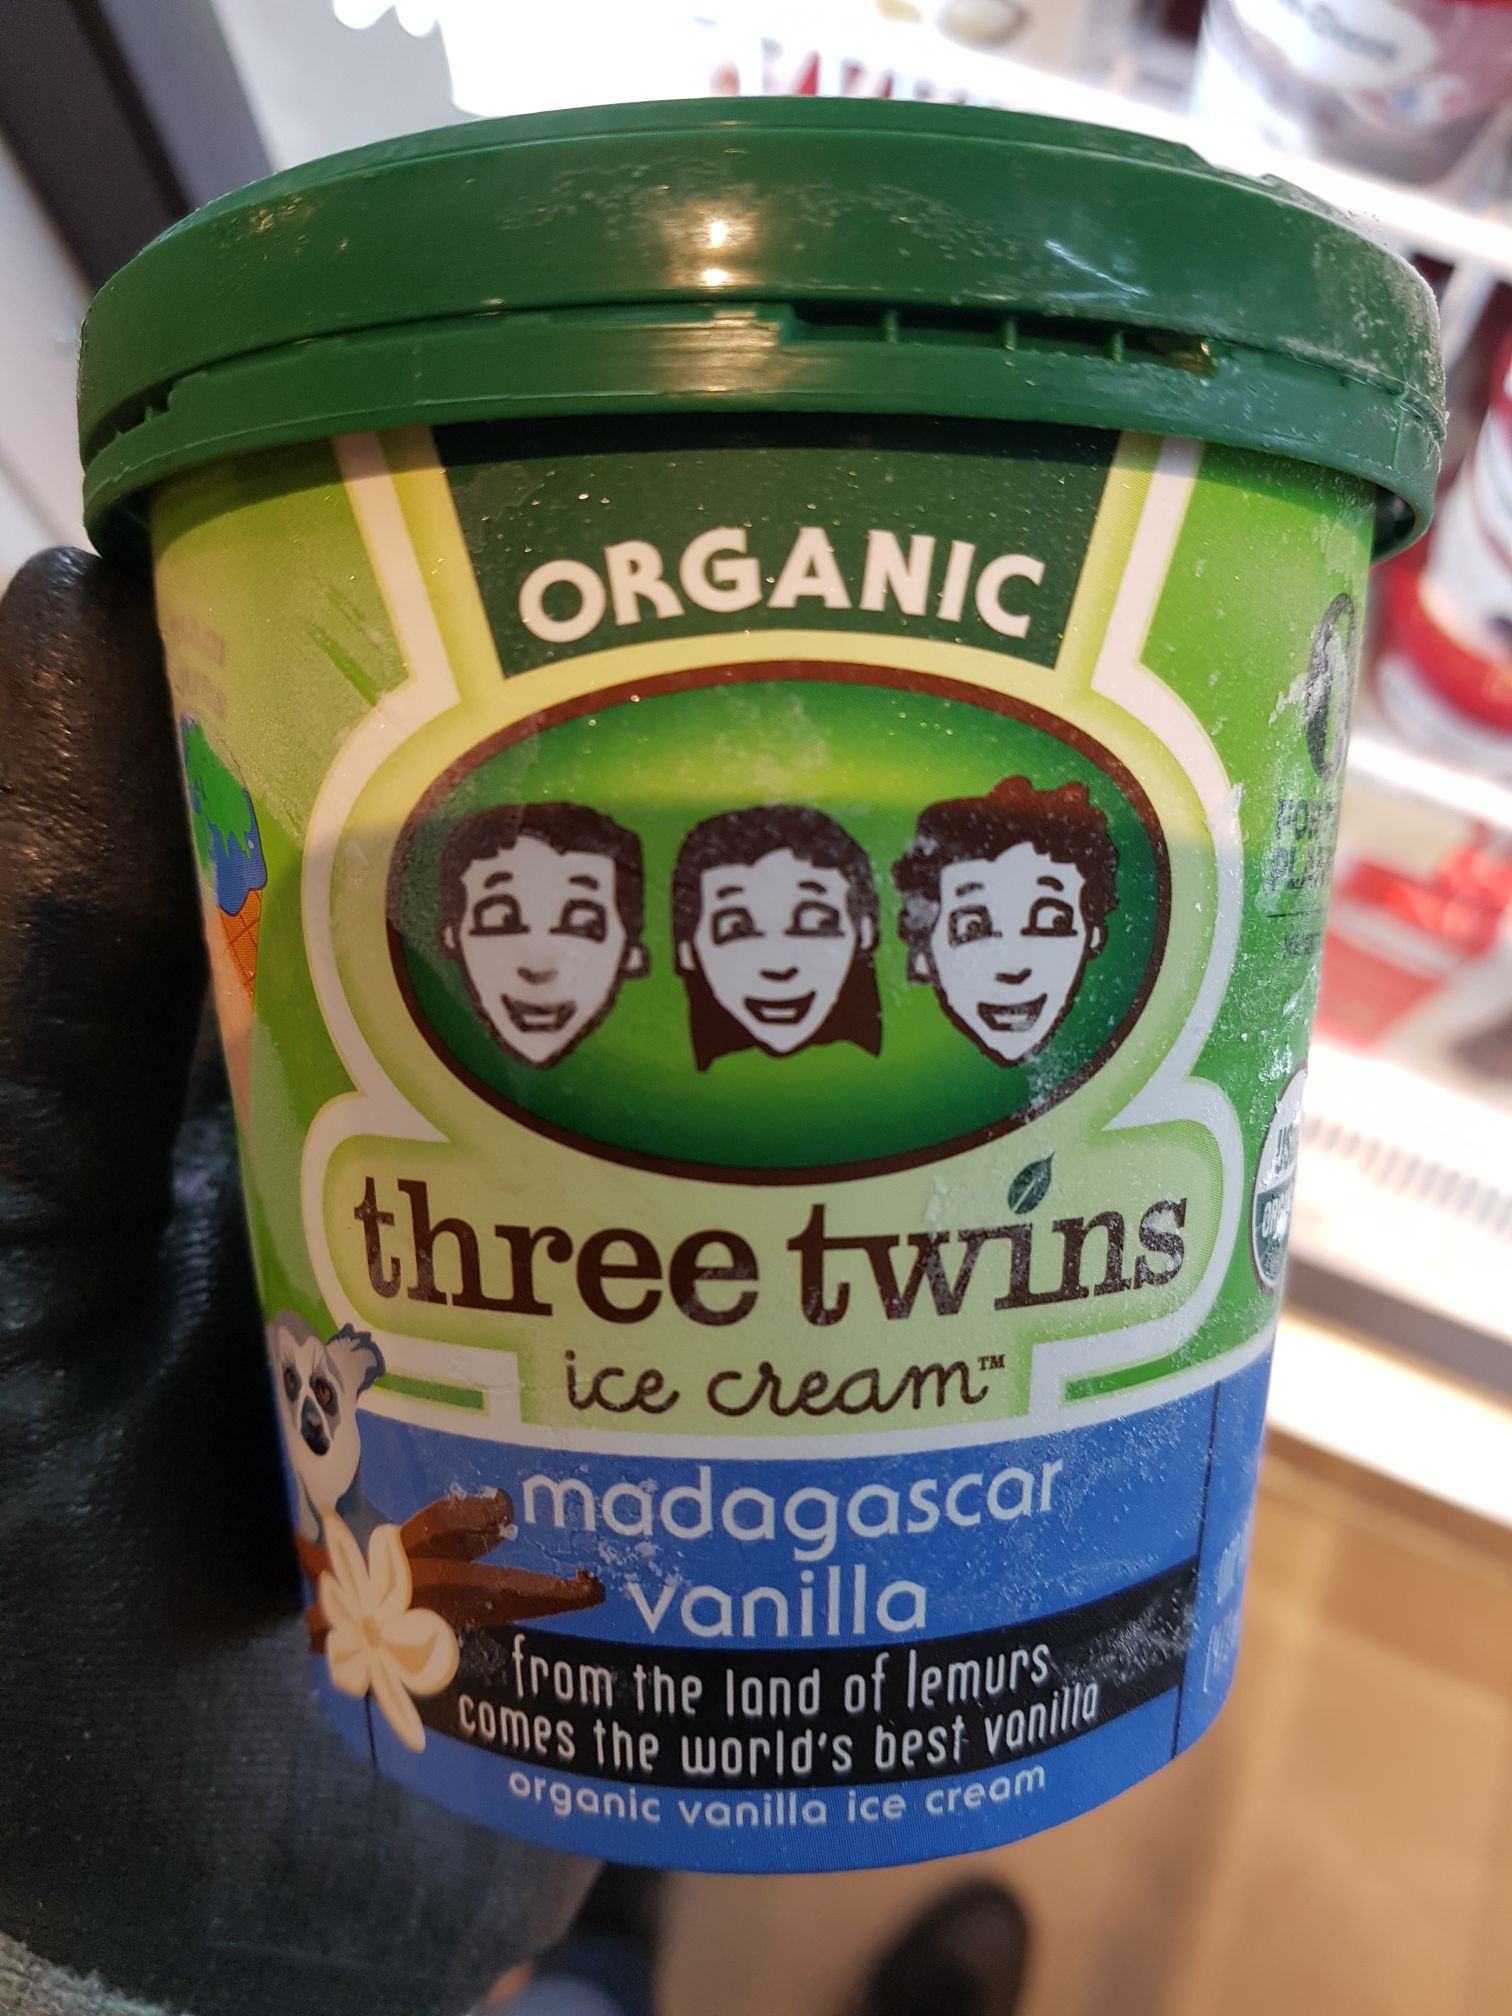 ORGANIC
three twins
ice cream™
madagascar
vanilla
from the land of lemurs
comes the world's best vanilla
organic vanilla ice cream